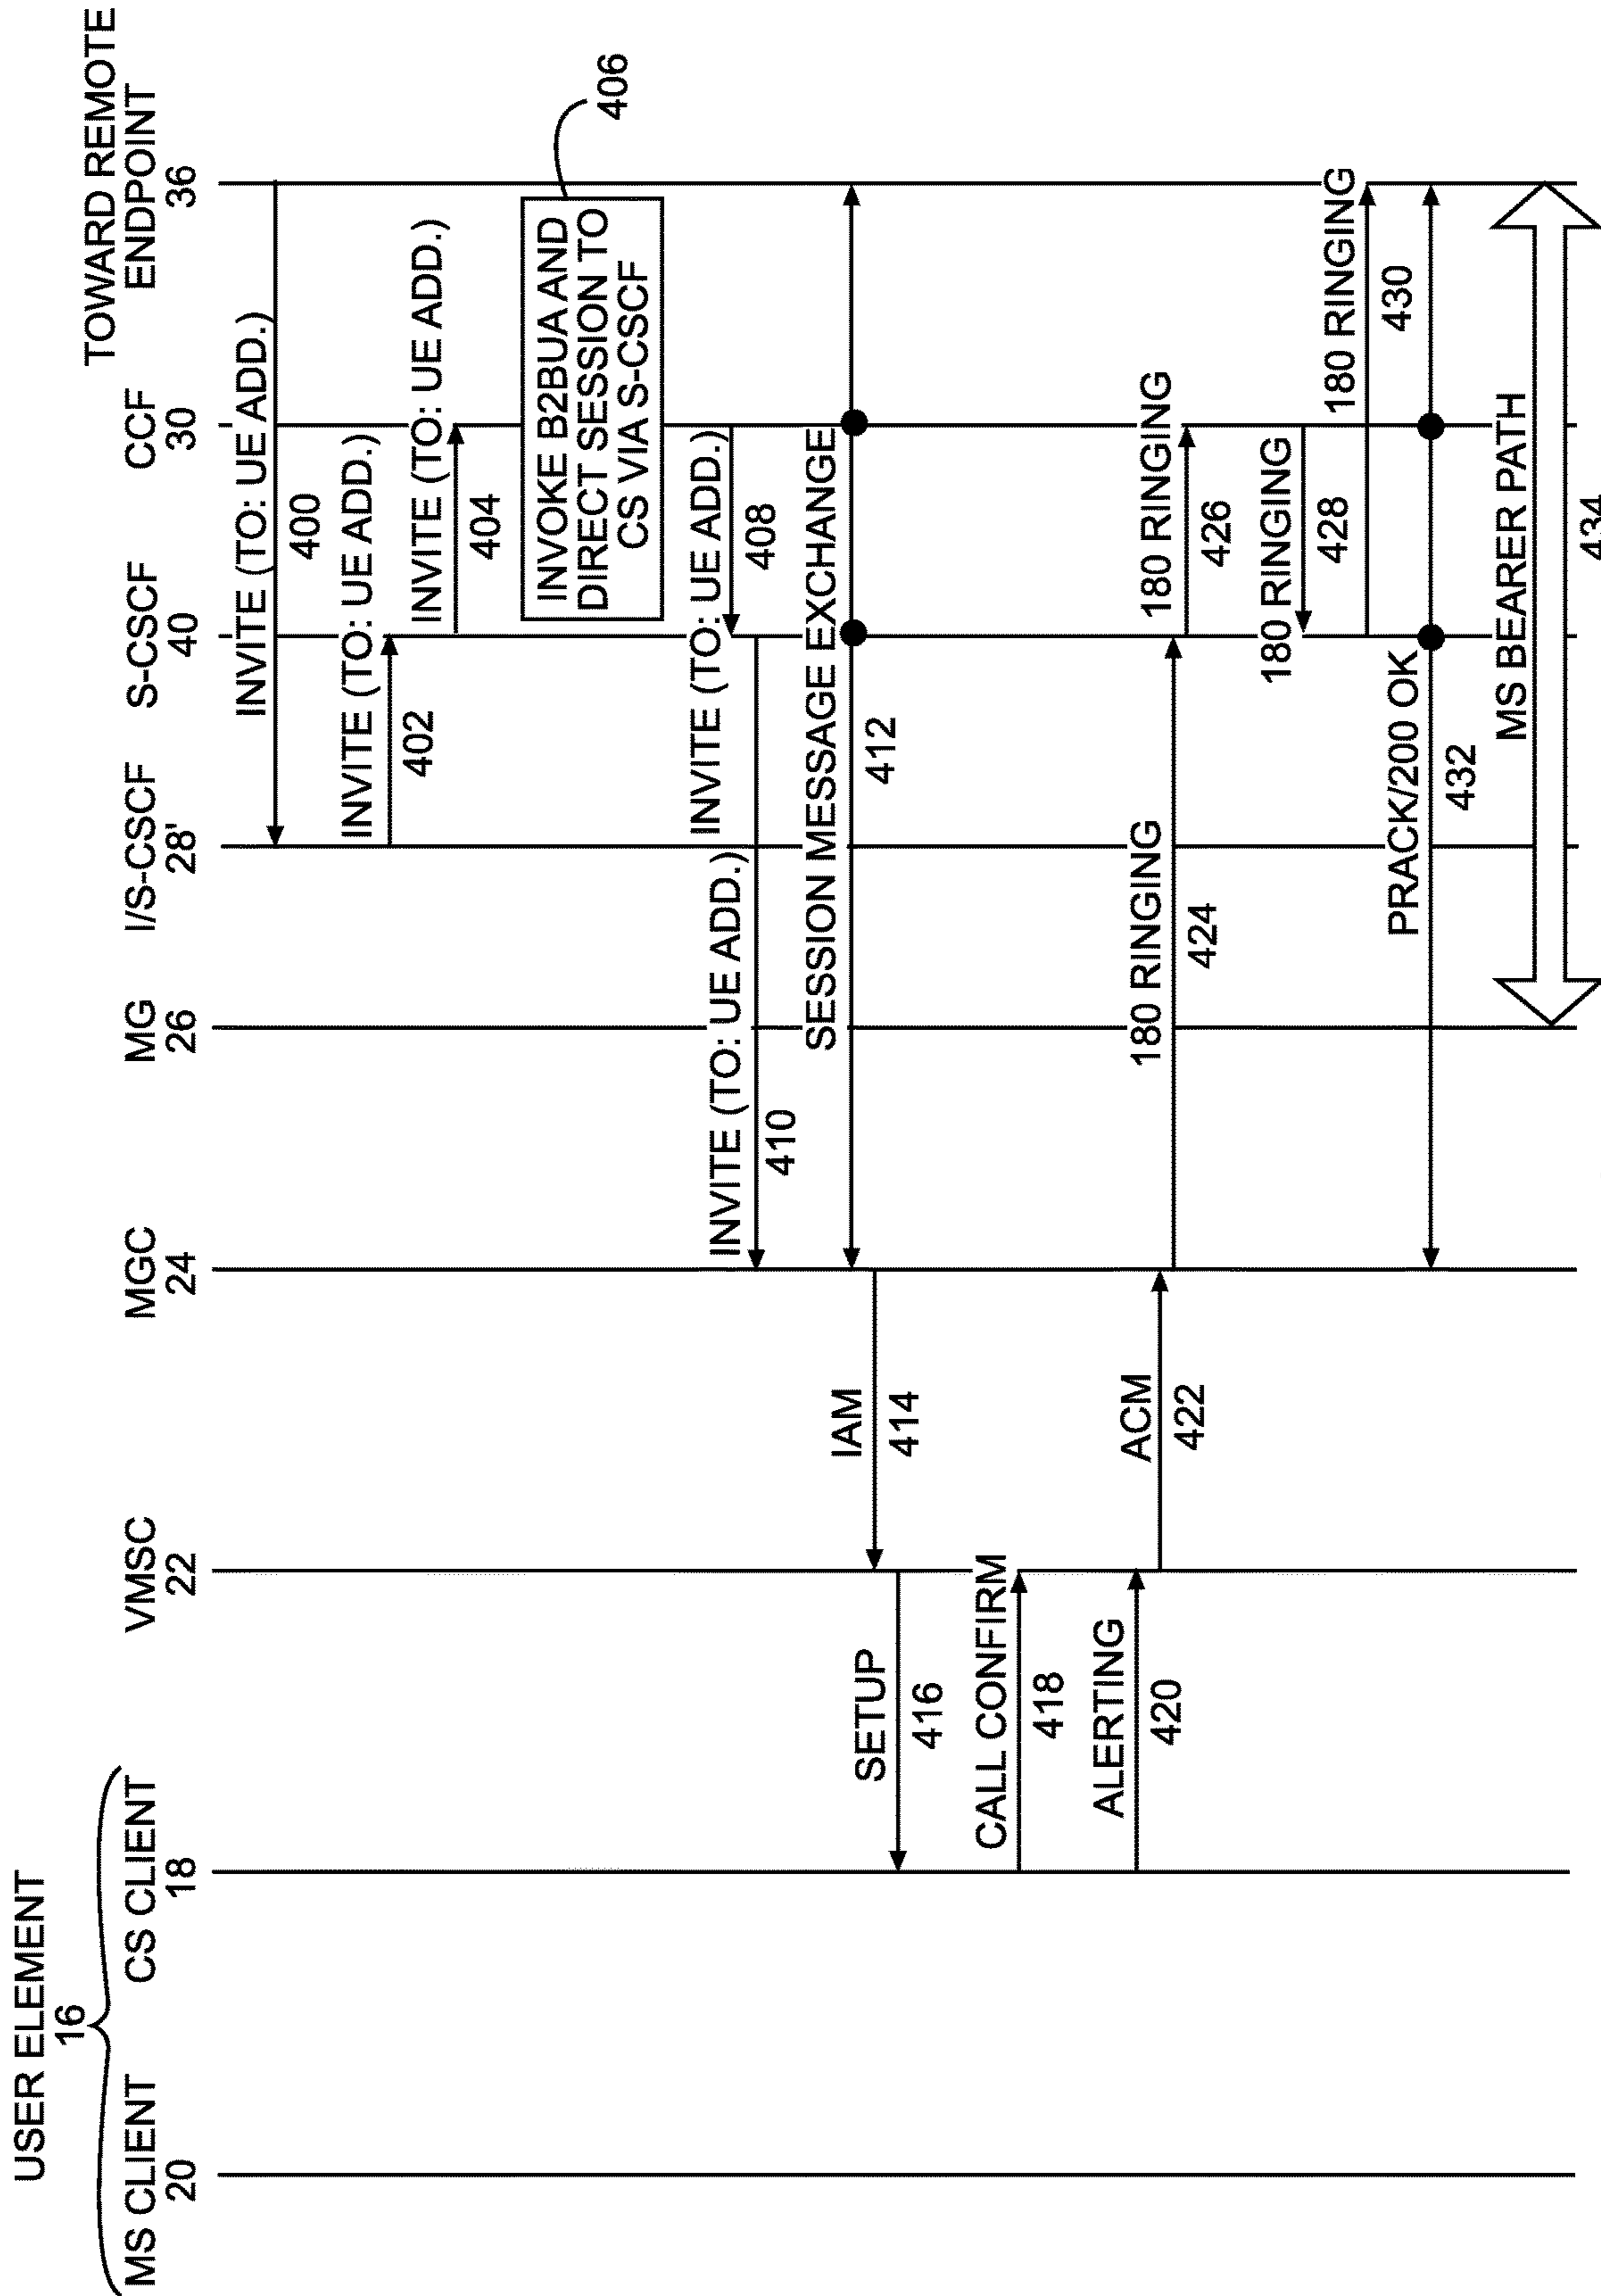 USER ELEMENT
16
MS CLIENT
20
CS CLIENT
18
VMSC
22
MGC
24
MG
26
I/S-CSCF
28'
S-CSCF
40
CCF
30
TOWARD REMOTE
ENDPOINT
36
INVITE (TO: UE ADD.)
400
INVITE (TO: UE ADD.)
402
INVITE (TO: UE ADD.)
404
INVOKE B2BUA AND
DIRECT SESSION TO
CS VIA S-CSCF
406
INVITE (TO: UE ADD.)
408
INVITE (TO: UE ADD.)
410
SESSION MESSAGE EXCHANGE
412
IAM
414
SETUP
416
CALL CONFIRM
418
ALERTING
420
ACM
422
180 RINGING
424
180 RINGING
426
180 RINGING
428
180 RINGING
430
PRACK/200 OK
432
MS BEARER PATH
434